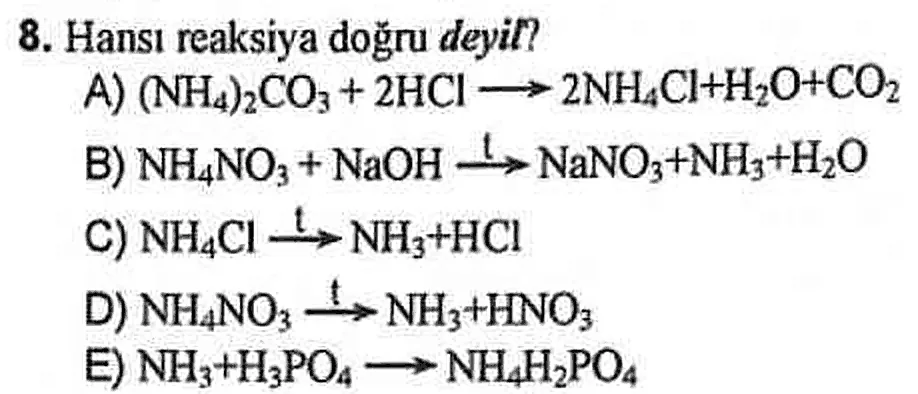 8. Hansı reaksiya doğru deyil?
A) (NH₄)₂CO₃ + 2HCl ⟶ 2NH₄Cl+H₂O+CO₂
B) NH₄NO₃ + NaOH —t→ NaNO₃+NH₃+H₂O
C) NH₄Cl —t→ NH₃+HCl
D) NH₄NO₃ —t→ NH₃+HNO₃
E) NH₃+H₃PO₄ ⟶ NH₄H₂PO₄